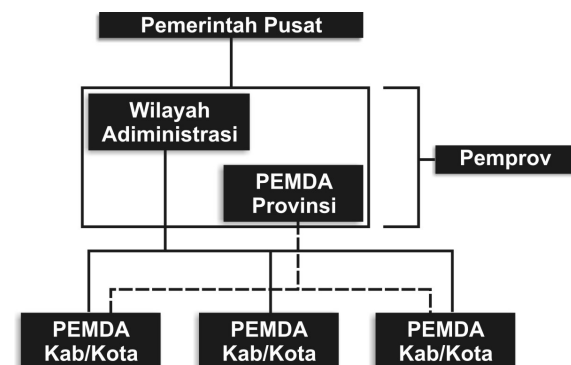 Pemerintah Pusat
Wilayah
Adiministrasi
Pemprov
PEMDA
Provinsi
PEMDA
Kab/Kota
PEMDA
Kab/Kota
PEMDA
Kab/Kota